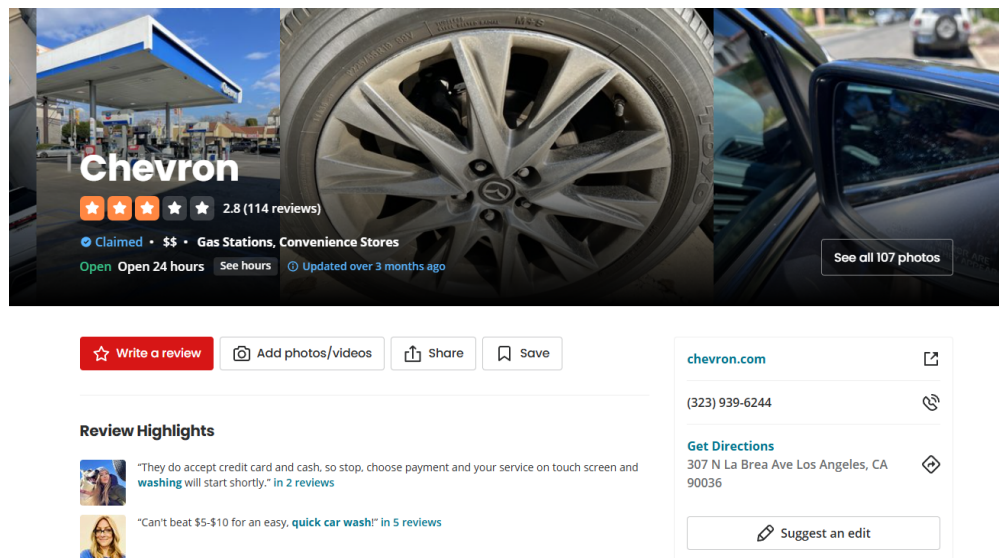 Chevron
2.8 (114 reviews)
Claimed • $$ • Gas Stations, Convenience Stores
Open Open 24 hours See hours Updated over 3 months ago
See all 107 photos
Write a review
Add photos/videos
Share
Save
chevron.com
(323) 939-6244
Get Directions
307 N La Brea Ave Los Angeles, CA
90036
Suggest an edit
Review Highlights
“They do accept credit card and cash, so stop, choose payment and your service on touch screen and
washing will start shortly.” in 2 reviews
“Can't beat $5-$10 for an easy, quick car wash!” in 5 reviews